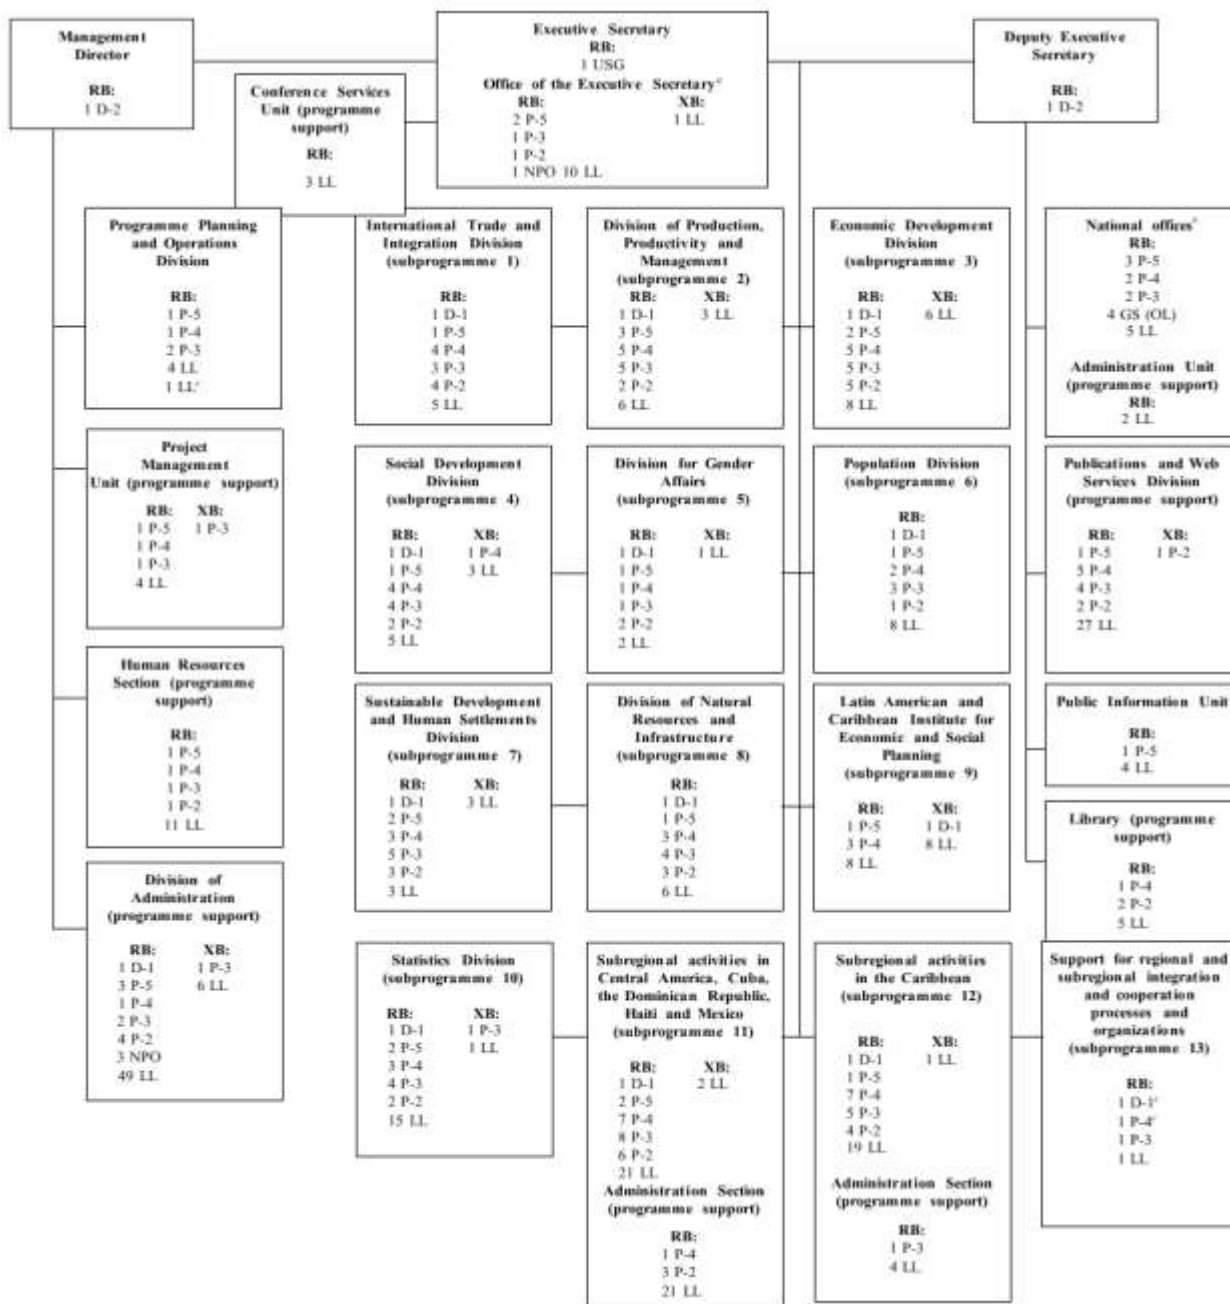 Management
Director
RB:
1 D-2
Conference Services
Unit (programme
support)
RB:
3 LL
Executive Secretary
RB:
1 USG
Office of the Executive Secretary
RB: XB:
2 P-5 1 LL
1 P-3
1 P-2
1 NPO 10 LL
Deputy Executive
Secretary
RB:
1 D-2
Programme Planning
and Operations
Division
RB:
1 P-5
1 P-4
2 P-3
4 LL
1 LLᶜ
International Trade and
Integration Division
(subprogramme 1)
RB:
1 D-1
1 P-5
4 P-4
3 P-3
4 P-2
5 LL
Division of Production,
Productivity and
Management
(subprogramme 2)
RB: XB:
1 D-1 3 LL
3 P-5
5 P-4
5 P-3
2 P-2
6 LL
Economic Development
Division
(subprogramme 3)
RB: XB:
1 D-1 6 LL
2 P-5
5 P-4
5 P-3
5 P-2
8 LL
National offices
RB:
3 P-5
2 P-4
2 P-3
4 GS (OL)
5 LL
Administration Unit
(programme support)
RB:
2 LL
Project
Management
Unit (programme support)
RB: XB:
1 P-5 1 P-3
1 P-4
1 P-3
4 LL
Social Development
Division
(subprogramme 4)
RB: XB:
1 D-1 1 P-4
1 P-5 3 LL
4 P-4
4 P-3
2 P-2
5 LL
Division for Gender
Affairs
(subprogramme 5)
RB: XB:
1 D-1 1 LL
1 P-5
1 P-4
1 P-3
2 P-2
2 LL
Population Division
(subprogramme 6)
RB:
1 D-1
1 P-5
2 P-4
3 P-3
1 P-2
8 LL
Publications and Web
Services Division
(programme support)
RB: XB:
1 P-5 1 P-2
5 P-4
4 P-3
2 P-2
27 LL
Human Resources
Section (programme
support)
RB:
1 P-5
1 P-4
1 P-3
1 P-2
11 LL
Sustainable Development
and Human Settlements
Division
(subprogramme 7)
RB: XB:
1 D-1 3 LL
2 P-5
3 P-4
5 P-3
3 P-2
3 LL
Division of Natural
Resources and
Infrastructure
(subprogramme 8)
RB:
1 D-1
1 P-5
3 P-4
4 P-3
3 P-2
6 LL
Latin American and
Caribbean Institute for
Economic and Social
Planning
(subprogramme 9)
RB: XB:
1 P-5 1 D-1
3 P-4 8 LL
8 LL
Public Information Unit
RB:
1 P-5
4 LL
Library (programme
support)
RB:
1 P-4
2 P-2
5 LL
Division of
Administration
(programme support)
RB: XB:
1 D-1 1 P-3
3 P-5 6 LL
1 P-4
2 P-3
4 P-2
3 NPO
49 LL
Statistics Division
(subprogramme 10)
RB: XB:
1 D-1 1 P-3
2 P-5 1 LL
3 P-4
4 P-3
2 P-2
15 LL
Subregional activities in
Central America, Cuba,
the Dominican Republic,
Haiti and Mexico
(subprogramme 11)
RB: XB:
1 D-1 2 LL
2 P-5
7 P-4
8 P-3
6 P-2
21 LL
Administration Section
(programme support)
RB:
1 P-4
3 P-2
21 LL
Subregional activities
in the Caribbean
(subprogramme 12)
RB: XB:
1 D-1 1 LL
1 P-5
7 P-4
5 P-3
4 P-2
19 LL
Administration Section
(programme support)
RB:
1 P-3
4 LL
Support for regional and
subregional integration
and cooperation
processes and
organizations
(subprogramme 13)
RB:
1 D-1ᶜ
1 P-4ᶜ
1 P-3
1 LL